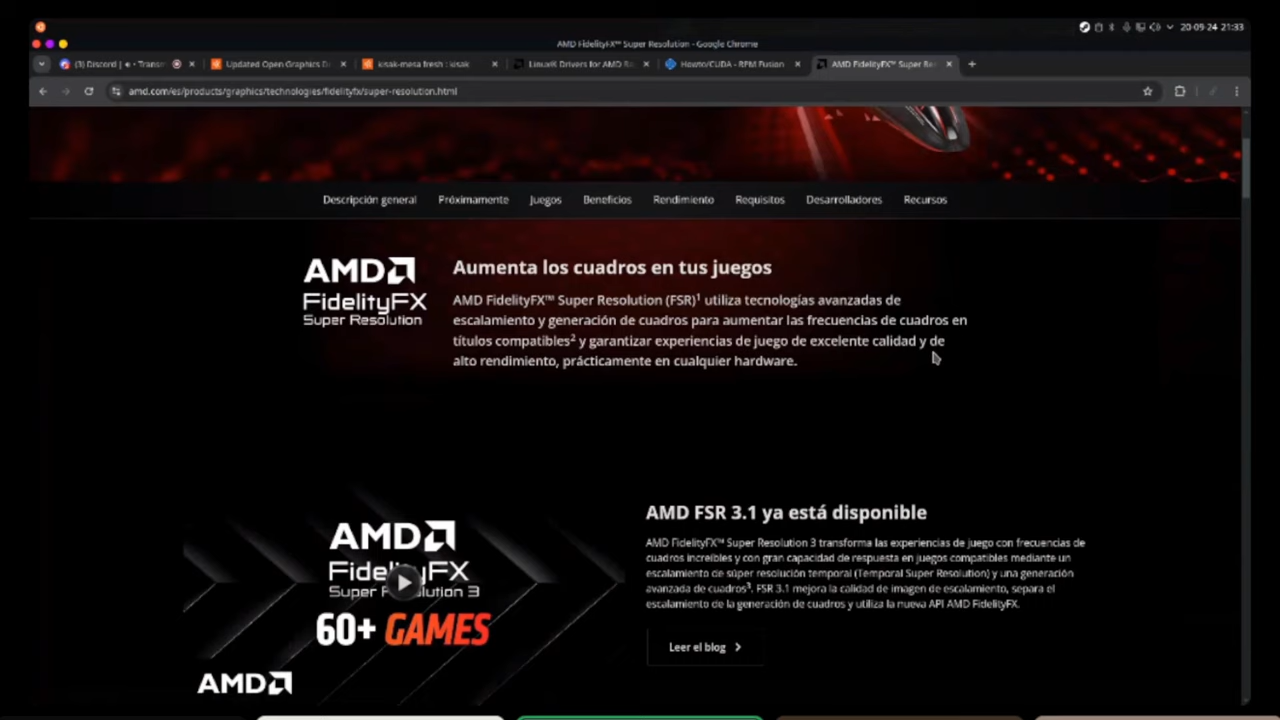 20-09-24 21:33
AMD FidelityFX™ Super Resolution - Google Chrome
(3) Discord | Transm
Updated Open Graphics D
kisak-mesa fresh : kisak
Linux® Drivers for AMD R
Howto/CUDA - RPM Fusion
AMD FidelityFX™ Super Res
amd.com/es/products/graphics/technologies/fidelityfx/super-resolution.html
Descripción general
Próximamente
Juegos
Beneficios
Rendimiento
Requisitos
Desarrolladores
Recursos
AMD
FidelityFX
Super Resolution
Aumenta los cuadros en tus juegos
AMD FidelityFX™ Super Resolution (FSR)¹ utiliza tecnologías avanzadas de
escalamiento y generación de cuadros para aumentar las frecuencias de cuadros en
títulos compatibles² y garantizar experiencias de juego de excelente calidad y de
alto rendimiento, prácticamente en cualquier hardware.
AMD
FidelityFX
Super Resolution 3
60+ GAMES
AMD
AMD FSR 3.1 ya está disponible
AMD FidelityFX™ Super Resolution 3 transforma las experiencias de juego con frecuencias de
cuadros increíbles y con gran capacidad de respuesta en juegos compatibles mediante un
escalamiento de súper resolución temporal (Temporal Super Resolution) y una generación
avanzada de cuadros³. FSR 3.1 mejora la calidad de imagen de escalamiento, separa el
escalamiento de la generación de cuadros y utiliza la nueva API AMD FidelityFX.
Leer el blog